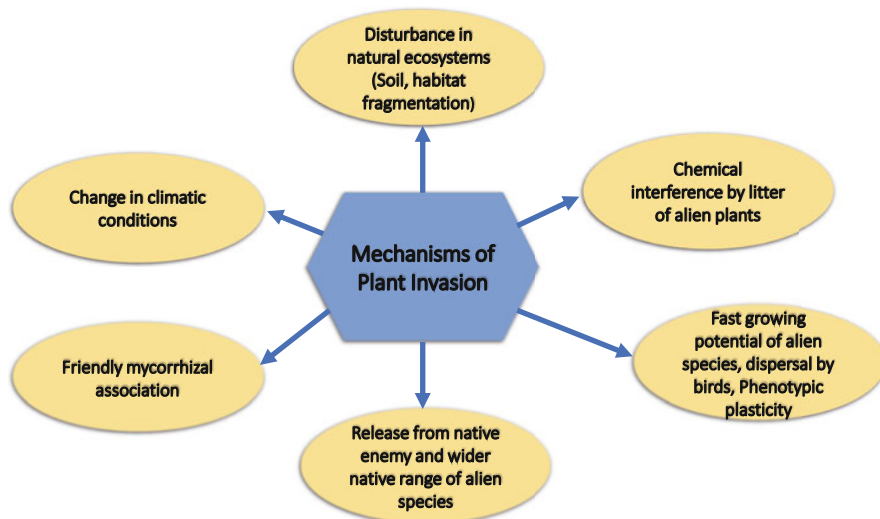 Disturbance in
natural ecosystems
(Soil, habitat
fragmentation)
Change in climatic
conditions
Chemical
interference by litter
of alien plants
Mechanisms of
Plant Invasion
Friendly mycorrhizal
association
Fast growing
potential of alien
species, dispersal by
birds, Phenotypic
plasticity
Release from native
enemy and wider
native range of alien
species